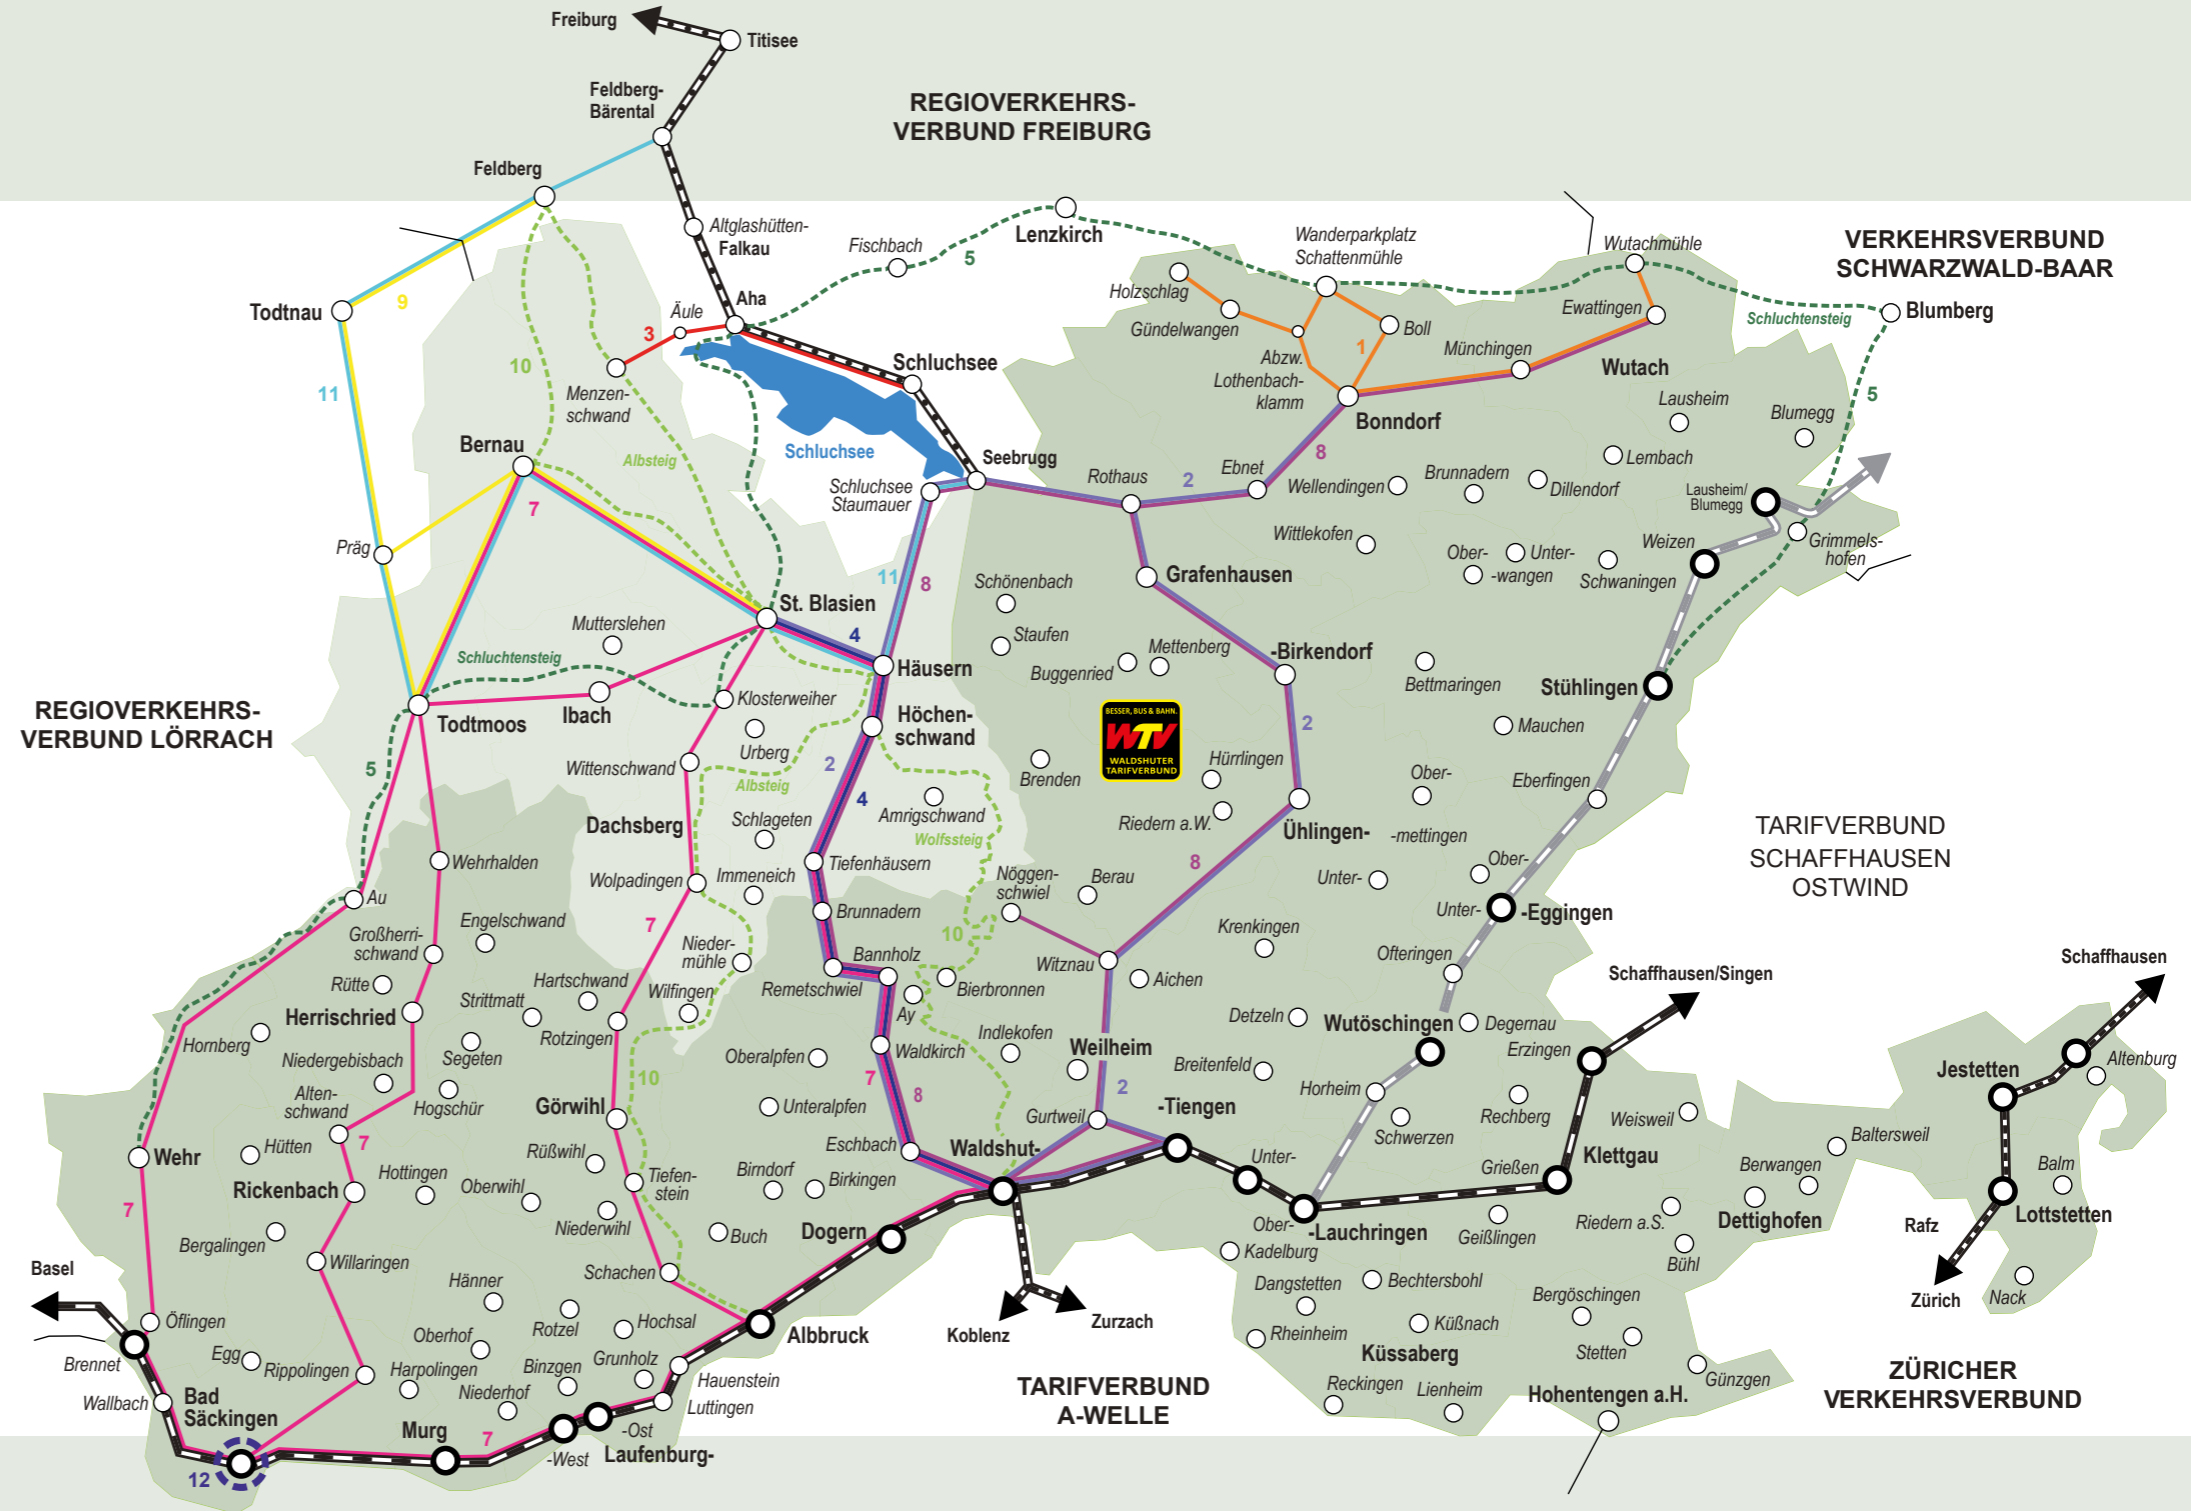 Freiburg
Titisee
Feldberg-
Bärental
REGIOVERKEHRS-
VERBUND FREIBURG
Feldberg
Altglashütten-
Falkau
Fischbach
5
Lenzkirch
Wanderparkplatz
Schattenmühle
Wutachmühle
VERKEHRSVERBUND
SCHWARZWALD-BAAR
Todtnau
9
Äule
Aha
3
Holzschlag
Gündelwangen
Boll
1
Ewattingen
Schluchtensteig
Blumberg
10
11
Menzen-
schwand
Schluchsee
Abzw.
Lothenbach-
klamm
Münchingen
Wutach
Bonndorf
Lausheim
Blumegg
5
Bernau
Albsteig
Schluchsee
Seebrugg
Schluchsee
Staumauer
Rothaus
2
Ebnet
8
Wellendingen
Brunnadern
Lembach
Dillendorf
Lausheim/
Blumegg
7
Präg
Wittlekofen
Ober-
Unter-
-wangen
Schwaningen
Weizen
Grimmels-
hofen
11
8
Schönenbach
Grafenhausen
St. Blasien
4
Mutterslehen
Schluchtensteig
Staufen
Mettenberg
Buggenried
-Birkendorf
Bettmaringen
Stühlingen
Häusern
Klosterweiher
Ibach
Todtmoos
REGIOVERKEHRS-
VERBUND LÖRRACH
Höchen-
schwand
Urberg
Wittenschwand
5
2
4
Albsteig
BESSER, BUS & BAHN.
WTV
WALDSHUTER
TARIFVERBUND
2
Mauchen
Brenden
Hürrlingen
Ober-
Eberfingen
Amrigschwand
Wolfssteig
Riedern a.W.
Ühlingen-
-mettingen
Dachsberg
Schlageten
TARIFVERBUND
SCHAFFHAUSEN
OSTWIND
Wehrhalden
Tiefenhäusern
8
Wolpadingen
Immeneich
Nöggen-
schwiel
Berau
Unter-
Ober-
Au
Brunnadern
Unter-
-Eggingen
Engelschwand
Großherri-
schwand
7
Nieder-
mühle
10
Krenkingen
Bannholz
Remetschwiel
Witznau
Aichen
Ofteringen
Rütte
Hartschwand
Strittmatt
Wilfingen
Bierbronnen
Schaffhausen/Singen
Schaffhausen
Herrischried
Rotzingen
Ay
Indlekofen
Detzeln
Wutöschingen
Degernau
Hornberg
Segeten
Niedergebisbach
Oberalpfen
Waldkirch
Weilheim
Breitenfeld
Erzingen
Jestetten
Altenburg
10
7
Horheim
Alten-
schwand
Hogschür
Görwihl
Unteralpfen
8
2
Gurtweil
-Tiengen
Rechberg
Weisweil
Schwerzen
7
Hütten
Rüßwihl
Eschbach
Waldshut-
Wehr
Hottingen
Oberwihl
Tiefen-
stein
Birndorf
Birkingen
Unter-
Grießen
Klettgau
Baltersweil
Berwangen
Balm
Rickenbach
7
Niederwihl
Buch
Dogern
Ober-
-Lauchringen
Geißlingen
Riedern a.S.
Dettighofen
Lottstetten
Rafz
Bergalingen
Willaringen
Schachen
Kadelburg
Bühl
Basel
Hänner
Dangstetten
Bechtersbohl
Bergöschingen
Nack
Zürich
Öflingen
Rotzel
Hochsal
Albbruck
Koblenz
Zurzach
Rheinheim
Küßnach
Oberhof
Küssaberg
Stetten
Brennet
Egg
Rippolingen
Harpolingen
Binzgen
Grunholz
Hauenstein
Günzgen
Wallbach
Bad
Säckingen
Niederhof
Luttingen
TARIFVERBUND
A-WELLE
Reckingen
Lienheim
Hohentengen a.H.
ZÜRICHER
VERKEHRSVERBUND
Murg
7
-Ost
-West
Laufenburg-
12